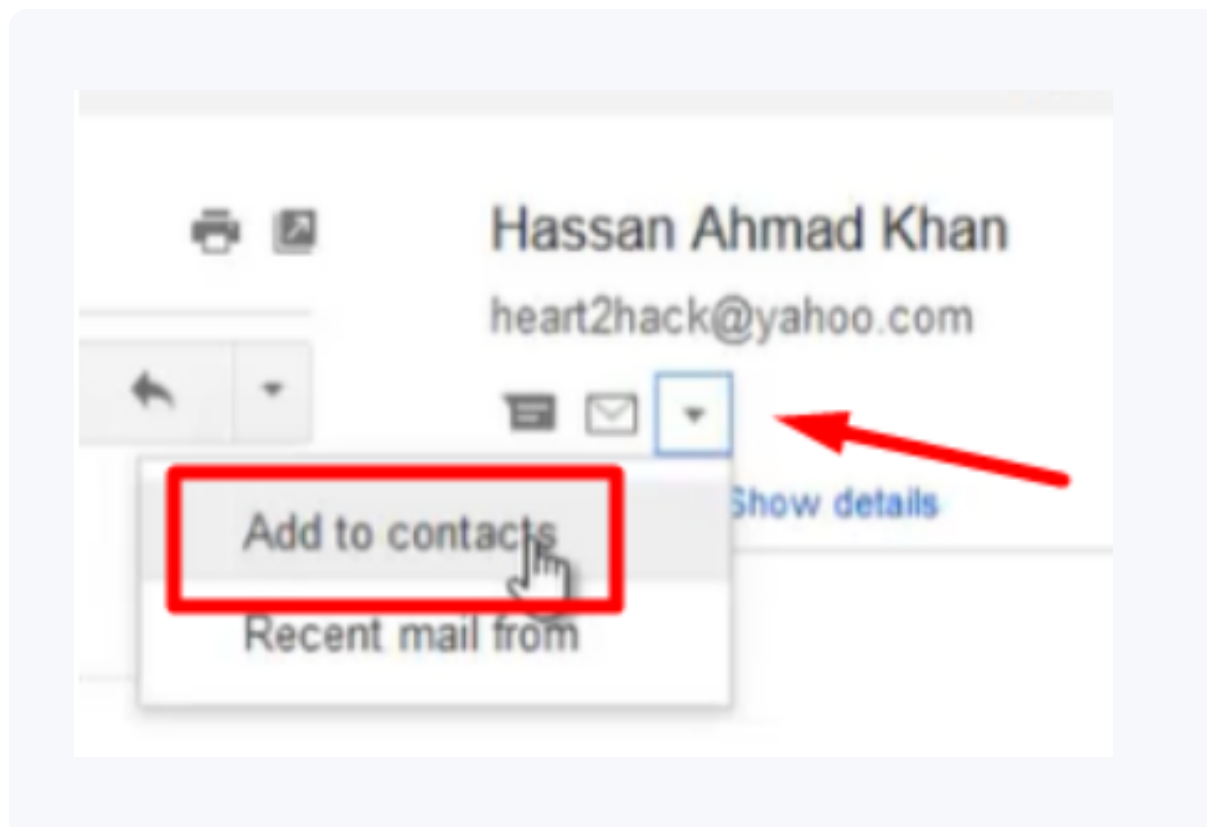 Hassan Ahmad Khan
heart2hack@yahoo.com
Show details
Add to contacts
Recent mail from